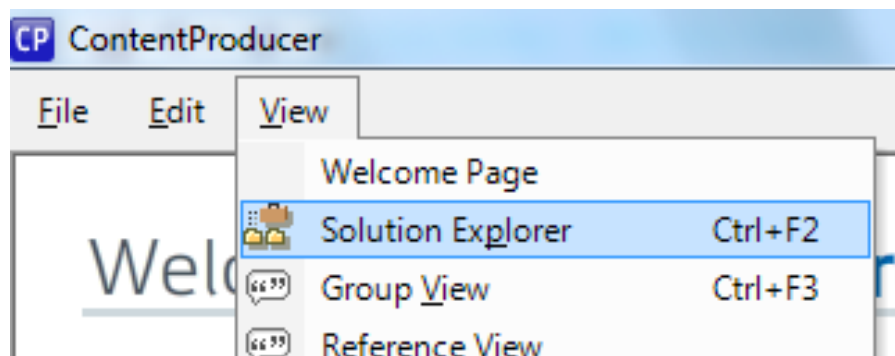 CP ContentProducer
File Edit View
Welcome Page
Solution Explorer Ctrl+F2
Group View Ctrl+F3
Reference View